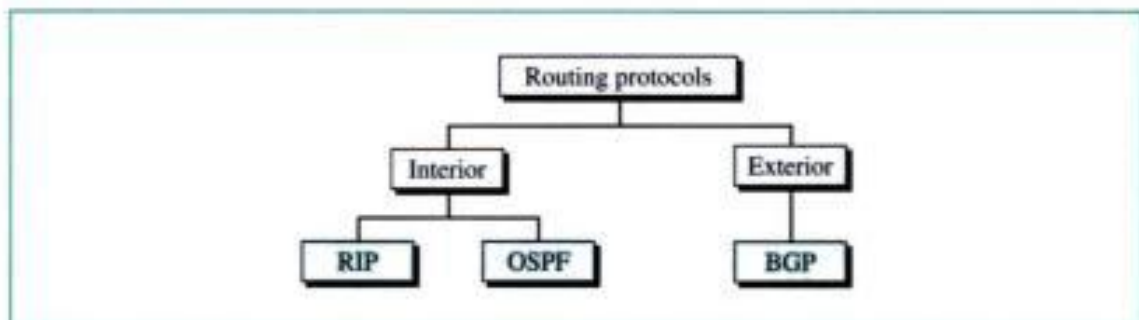 Routing protocols
Interior
Exterior
RIP
OSPF
BGP